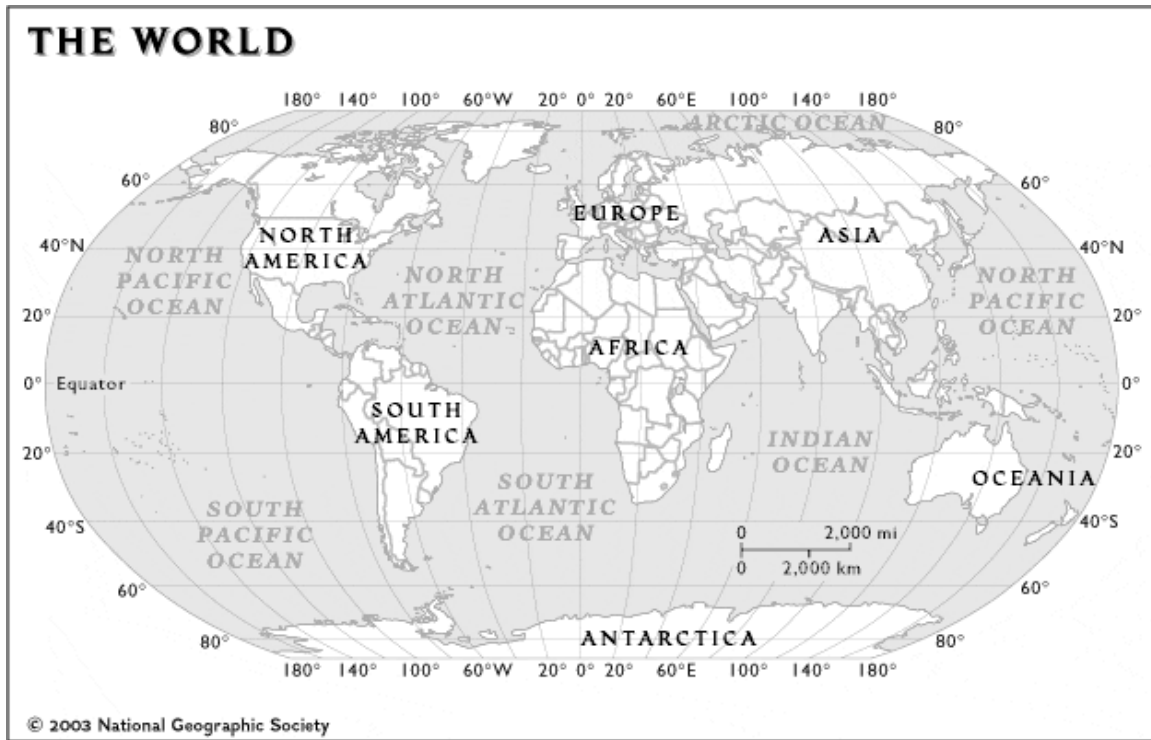 THE WORLD
180° 140° 100° 60°W 20° 0° 20° 60°E 100° 140° 180°
ARCTIC OCEAN
80° 80°
60° 60°
EUROPE
NORTH
AMERICA
ASIA
40°N 40°N
NORTH
PACIFIC
OCEAN
NORTH
ATLANTIC
OCEAN
NORTH
PACIFIC
OCEAN
20° 20°
AFRICA
0° Equator 0°
SOUTH
AMERICA
INDIAN
OCEAN
20° 20°
OCEANIA
SOUTH
PACIFIC
OCEAN
SOUTH
ATLANTIC
OCEAN
40°S 40°S
0 2,000 mi
0 2,000 km
60° 60°
ANTARCTICA
80° 80°
180° 140° 100° 60°W 20° 0° 20° 60° E 100° 140° 180°
© 2003 National Geographic Society